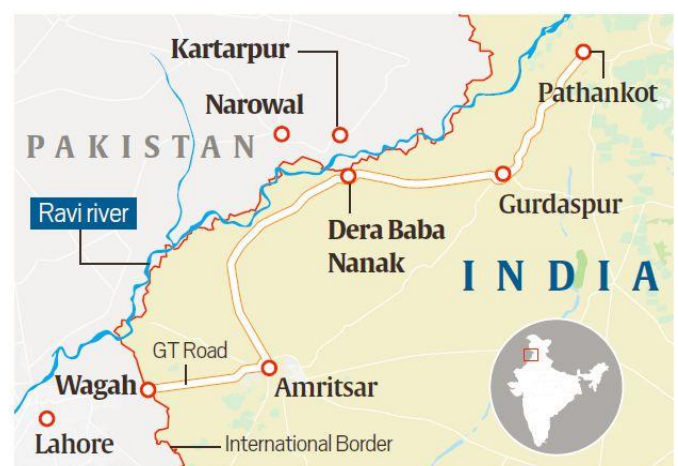 Kartarpur
Pathankot
Narowal
PAKISTAN
Gurdaspur
Ravi river
Dera Baba
Nanak
INDIA
GT Road
Wagah
Amritsar
Lahore
International Border